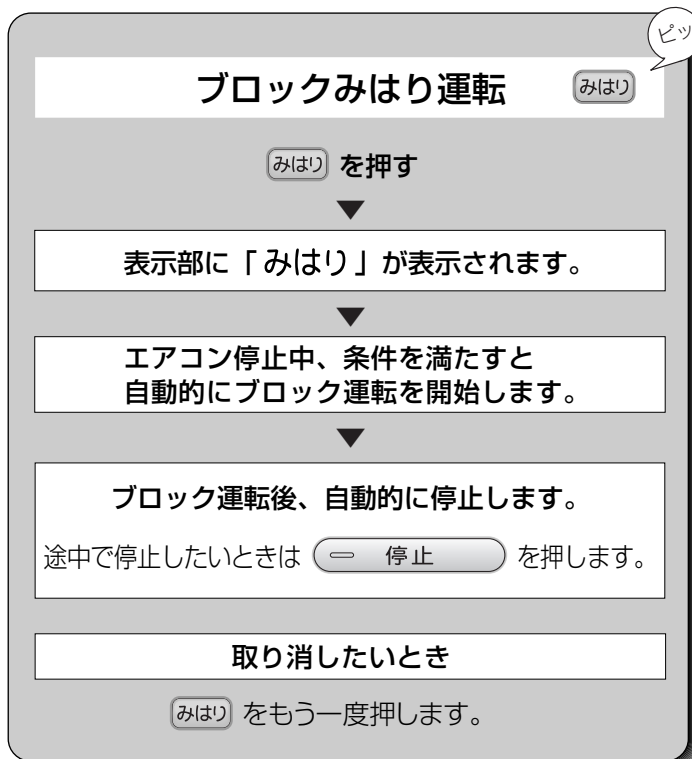 ピッ
ブロックみはり運転 みはり
みはり を押す
表示部に「みはり」が表示されます。
エアコン停止中、条件を満たすと
自動的にブロック運転を開始します。
ブロック運転後、自動的に停止します。
途中で停止したいときは 停止 を押します。
取り消したいとき
みはり をもう一度押します。